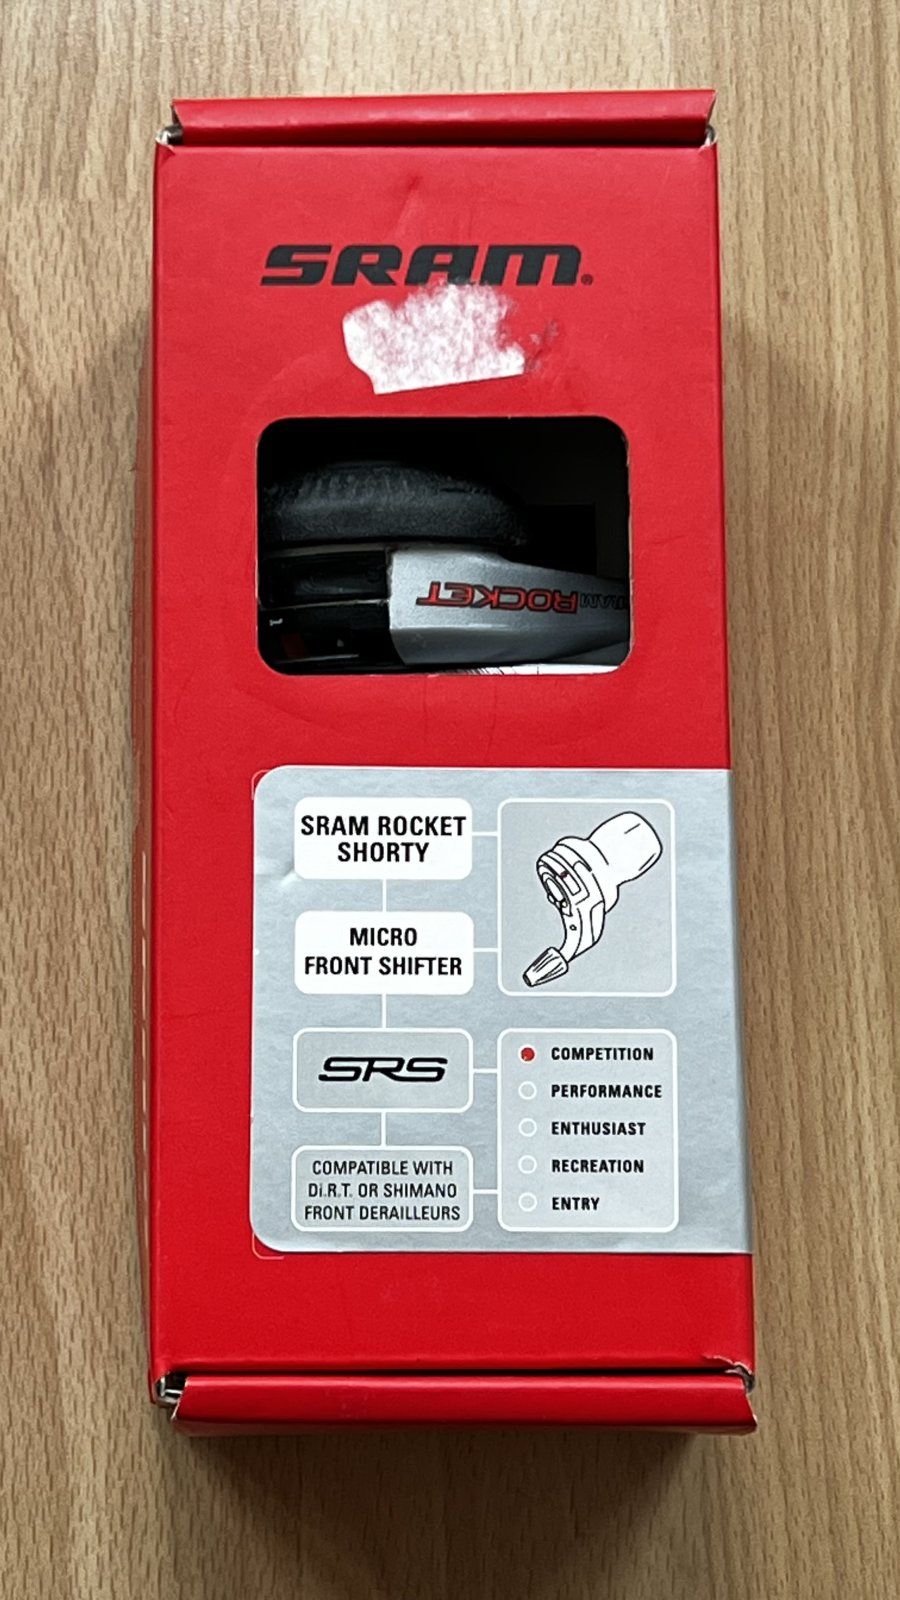 SRAM®
SRAM ROCKET
SRAM ROCKET
SHORTY
MICRO
FRONT SHIFTER
SRS
COMPETITION
PERFORMANCE
ENTHUSIAST
RECREATION
ENTRY
COMPATIBLE WITH
Di.R.T. OR SHIMANO
FRONT DERAILLEURS